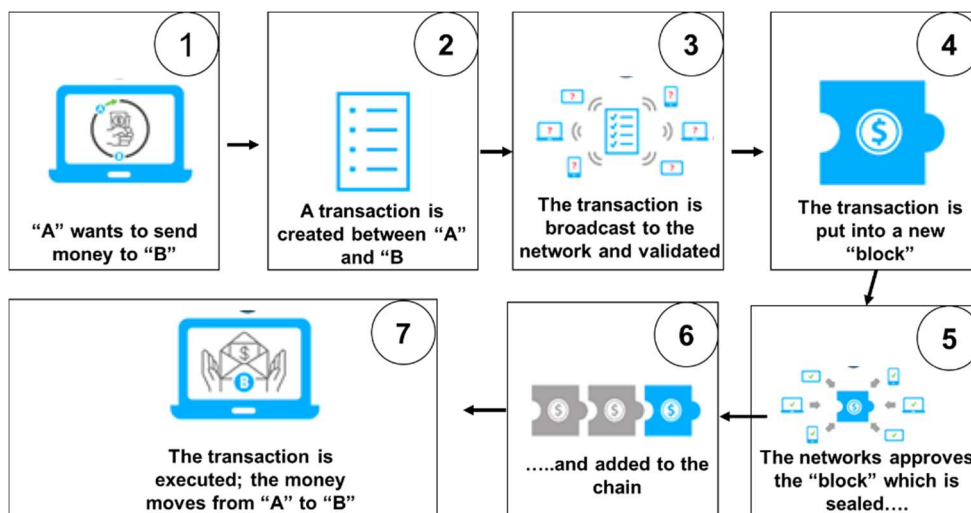 1
"A" wants to send
money to "B"
2
A transaction is
created between "A"
and "B
3
The transaction is
broadcast to the
network and validated
4
The transaction is
put into a new
"block"
5
The networks approves
the "block" which is
sealed....
6
.....and added to the
chain
7
B
The transaction is
executed; the money
moves from "A" to "B"